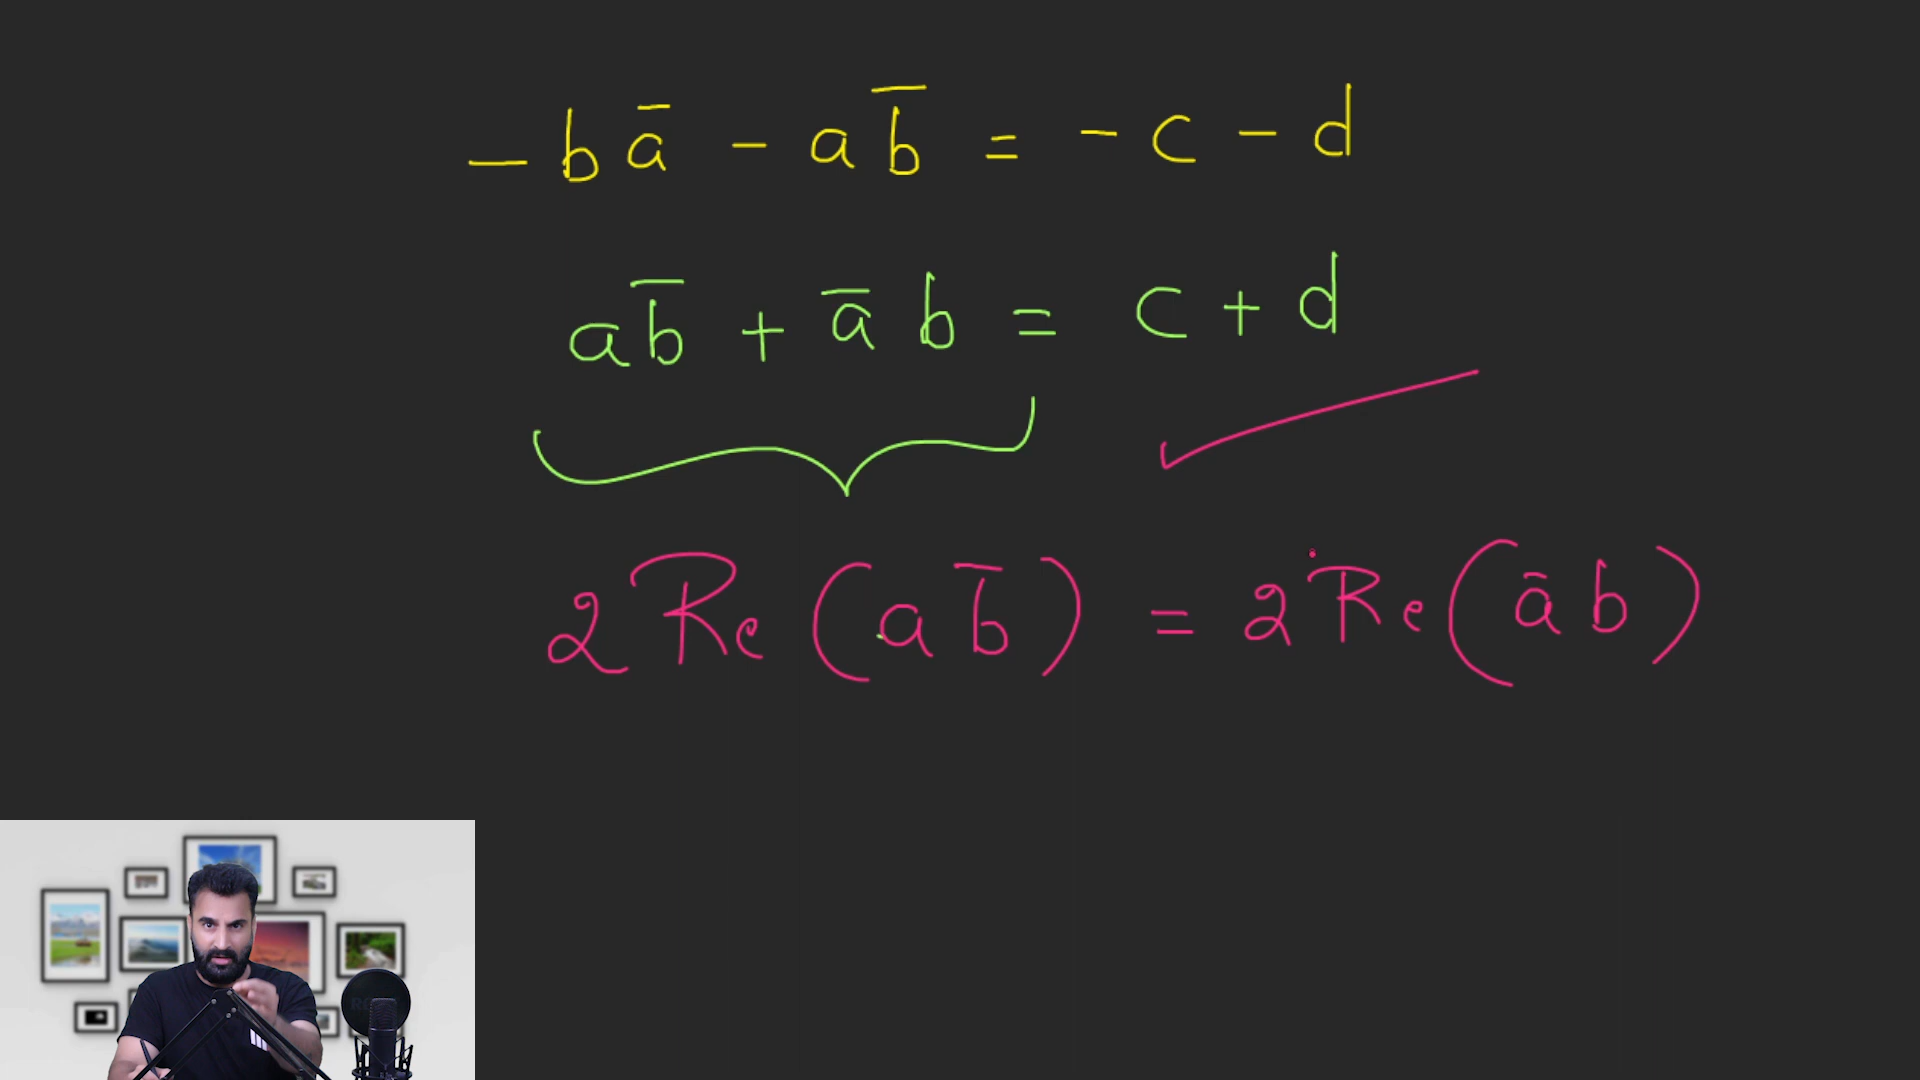 − b ā − a b̅ = − c − d
a b̅ + ā b = c + d
2 Re ( a b̅ ) = 2 Re ( ā b )